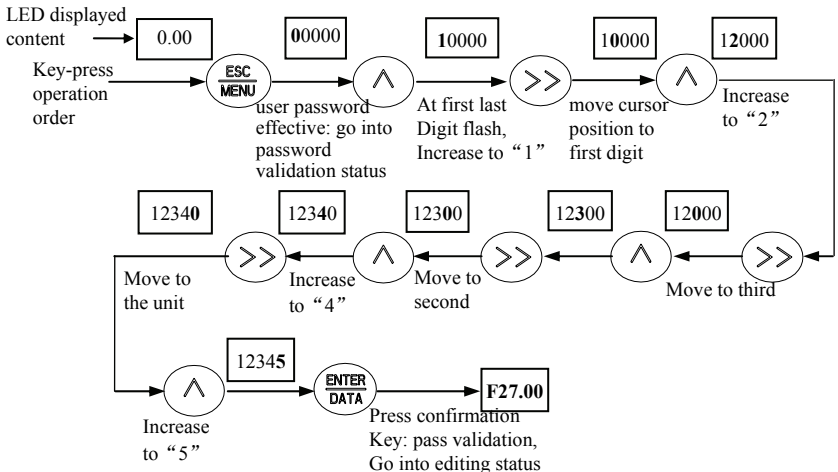 LED displayed
content
0.00
00000
10000
10000
12000
Key-press
operation
order
ESC
MENU
>>
user password
effective: go into
password
validation status
At first last
Digit flash,
Increase to “1”
move cursor
position to
first digit
Increase
to “2”
12340
12340
12300
12300
12000
>>
>>
>>
Move to
the unit
Increase
to “4”
Move to
second
Move to third
12345
ENTER
DATA
F27.00
Increase
to “5”
Press confirmation
Key: pass validation,
Go into editing status